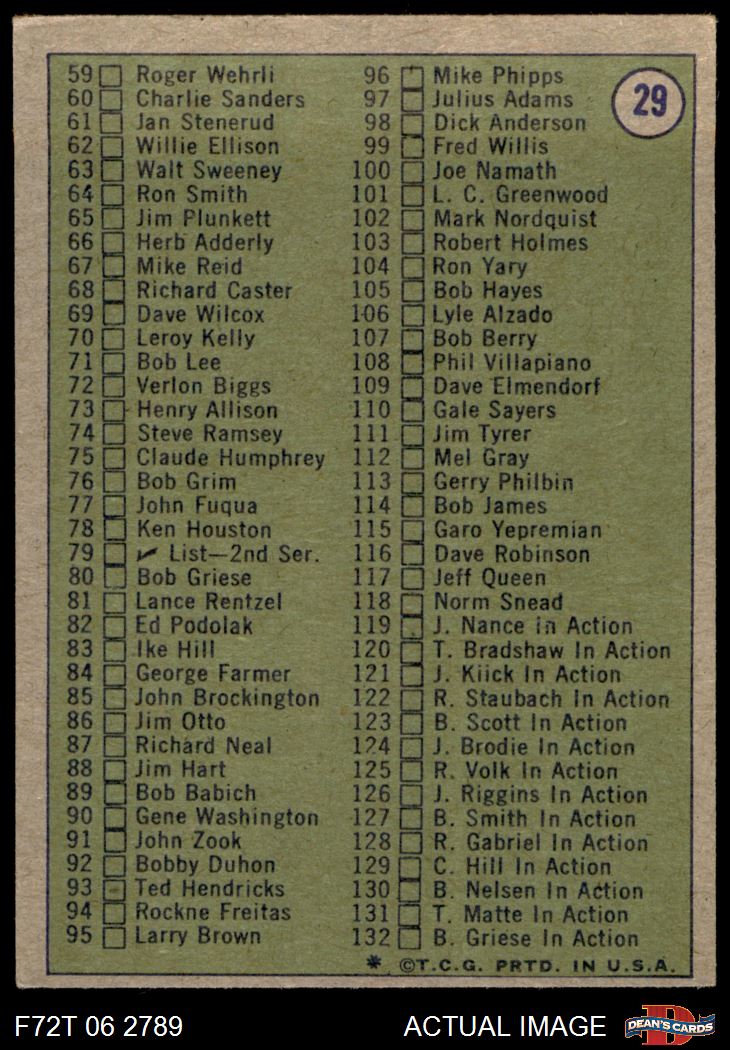 29
59 Roger Wehrli
60 Charlie Sanders
61 Jan Stenerud
62 Willie Ellison
63 Walt Sweeney
64 Ron Smith
65 Jim Plunkett
66 Herb Adderly
67 Mike Reid
68 Richard Caster
69 Dave Wilcox
70 Leroy Kelly
71 Bob Lee
72 Verlon Biggs
73 Henry Allison
74 Steve Ramsey
75 Claude Humphrey
76 Bob Grim
77 John Fuqua
78 Ken Houston
79 ✓ List—2nd Ser.
80 Bob Griese
81 Lance Rentzel
82 Ed Podolak
83 Ike Hill
84 George Farmer
85 John Brockington
86 Jim Otto
87 Richard Neal
88 Jim Hart
89 Bob Babich
90 Gene Washington
91 John Zook
92 Bobby Duhon
93 Ted Hendricks
94 Rockne Freitas
95 Larry Brown
96 Mike Phipps
97 Julius Adams
98 Dick Anderson
99 Fred Willis
100 Joe Namath
101 L. C. Greenwood
102 Mark Nordquist
103 Robert Holmes
104 Ron Yary
105 Bob Hayes
106 Lyle Alzado
107 Bob Berry
108 Phil Villapiano
109 Dave Elmendorf
110 Gale Sayers
111 Jim Tyrer
112 Mel Gray
113 Gerry Philbin
114 Bob James
115 Garo Yepremian
116 Dave Robinson
117 Jeff Queen
118 Norm Snead
119 J. Nance in Action
120 T. Bradshaw In Action
121 J. Kiick In Action
122 R. Staubach In Action
123 B. Scott In Action
124 J. Brodie In Action
125 R. Volk In Action
126 J. Riggins In Action
127 B. Smith In Action
128 R. Gabriel In Action
129 C. Hill In Action
130 B. Nelsen In Action
131 T. Matte In Action
132 B. Griese In Action
* ©T.C.G. PRTD. IN U.S.A.
F72T 06 2789
ACTUAL IMAGE
D
DEAN'S CARDS